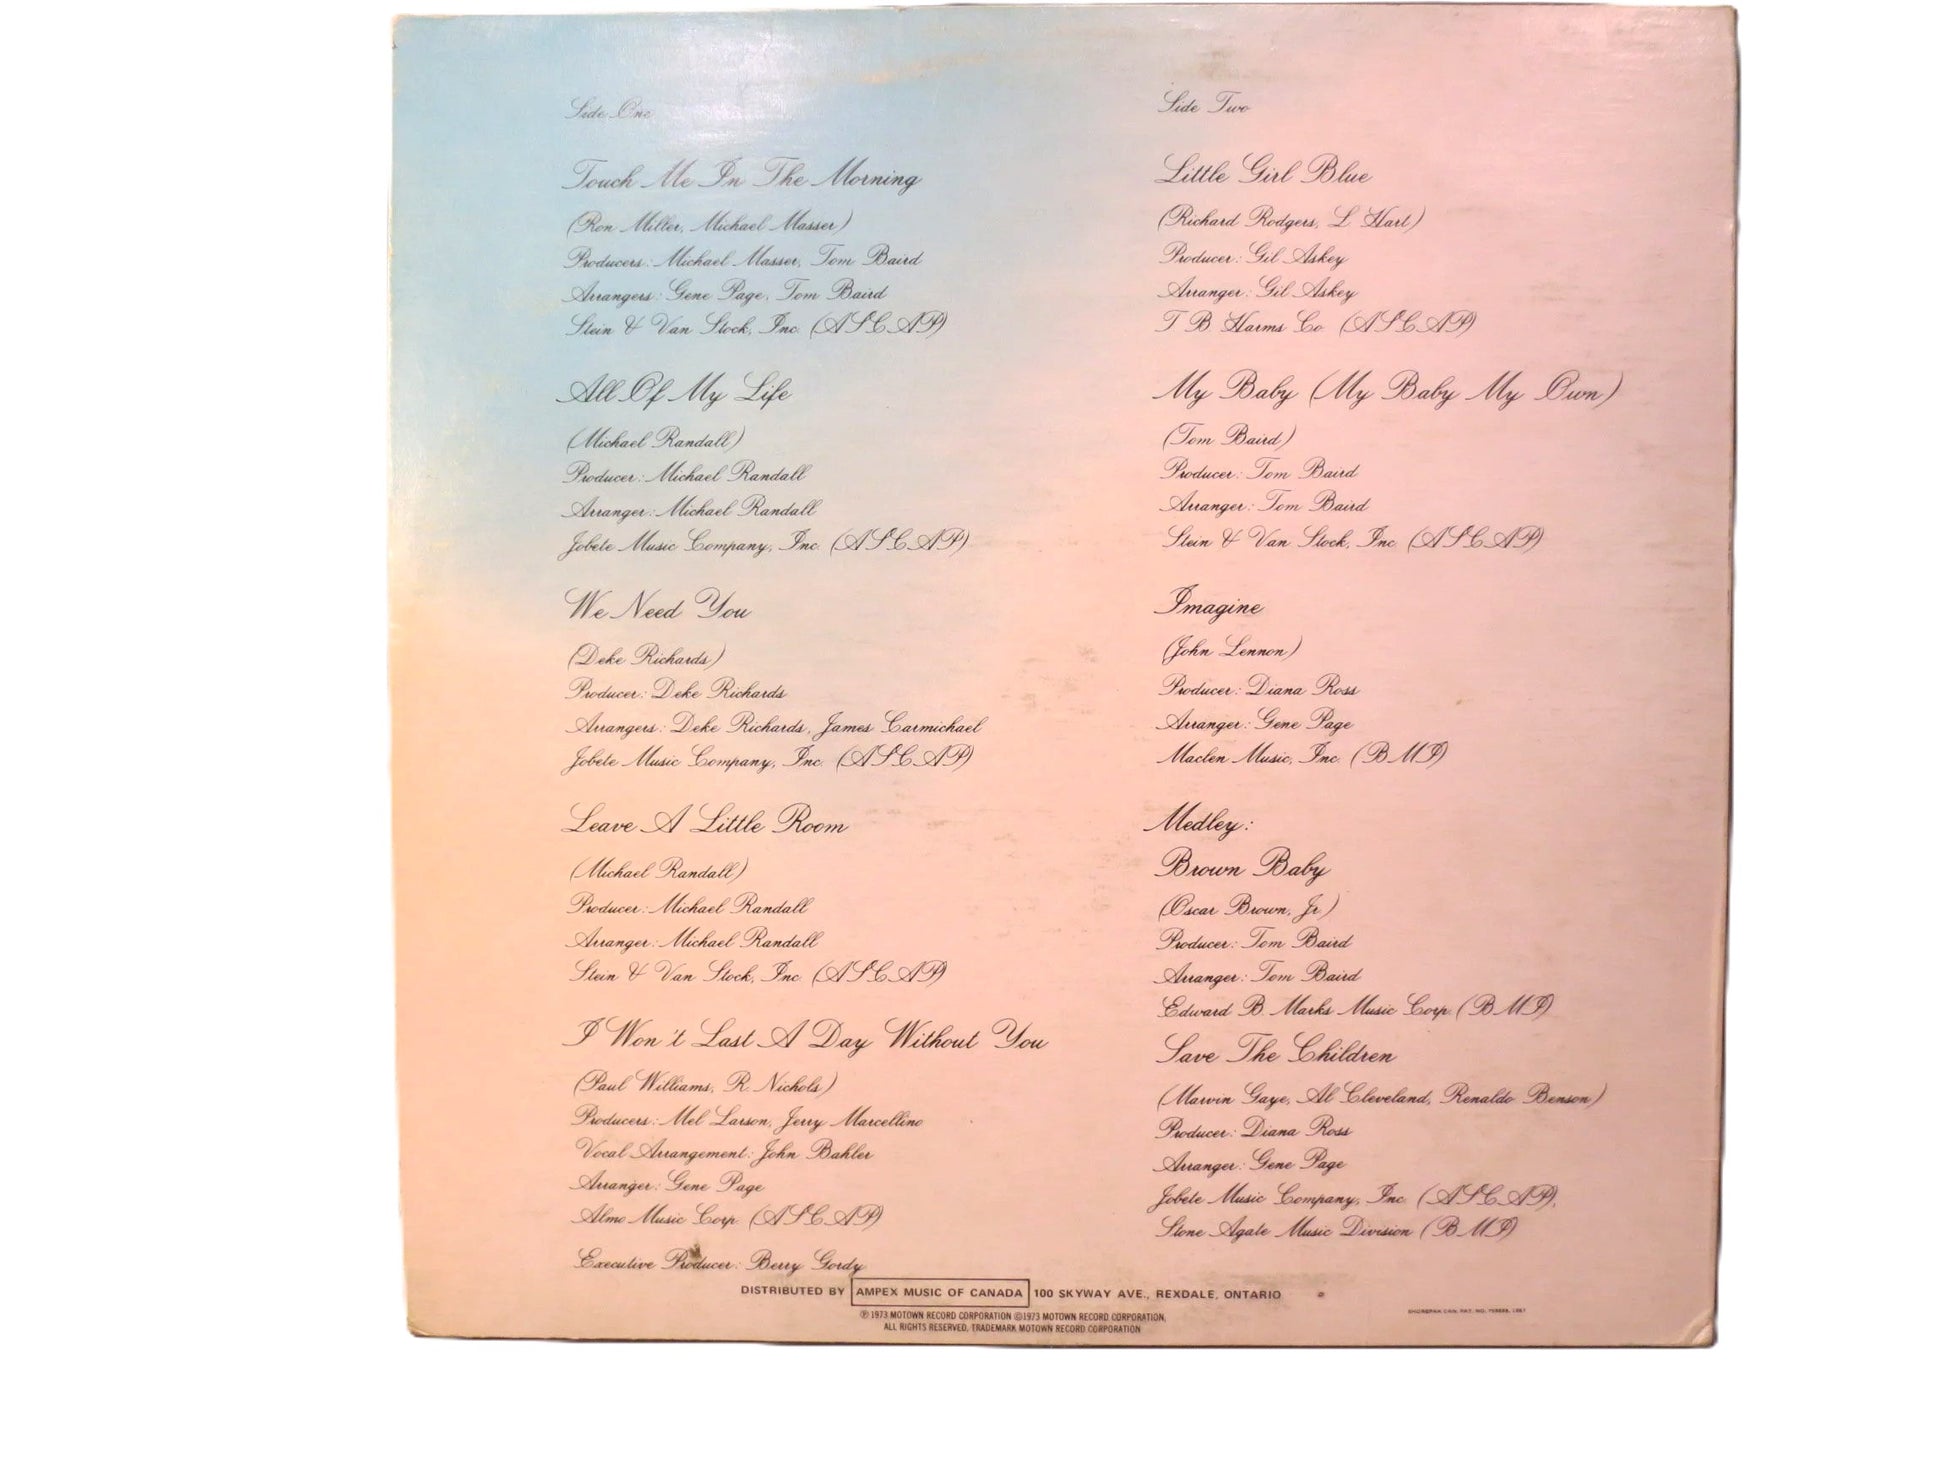 Side One
Touch Me In The Morning
(Ron Miller, Michael Masser)
Producers: Michael Masser, Tom Baird
Arrangers: Gene Page, Tom Baird
Stein & Van Stock, Inc. (ASCAP)
All Of My Life
(Michael Randall)
Producer: Michael Randall
Arranger: Michael Randall
Jobete Music Company, Inc. (ASCAP)
We Need You
(Deke Richards)
Producer: Deke Richards
Arrangers: Deke Richards, James Carmichael
Jobete Music Company, Inc. (ASCAP)
Leave A Little Room
(Michael Randall)
Producer: Michael Randall
Arranger: Michael Randall
Stein & Van Stock, Inc. (ASCAP)
I Won't Last A Day Without You
(Paul Williams, R. Nichols)
Producers: Mel Larson, Jerry Marcellino
Vocal Arrangement: John Bahler
Arranger: Gene Page
Almo Music Corp. (ASCAP)
Executive Producer: Berry Gordy
Side Two
Little Girl Blue
(Richard Rodgers, L. Hart)
Producer: Gil Askey
Arranger: Gil Askey
T. B. Harms Co. (ASCAP)
My Baby (My Baby My Own)
(Tom Baird)
Producer: Tom Baird
Arranger: Tom Baird
Stein & Van Stock, Inc. (ASCAP)
Imagine
(John Lennon)
Producer: Diana Ross
Arranger: Gene Page
Maclen Music, Inc. (BMI)
Medley:
Brown Baby
(Oscar Brown, Jr.)
Producer: Tom Baird
Arranger: Tom Baird
Edward B. Marks Music Corp. (BMI)
Save The Children
(Marvin Gaye, Al Cleveland, Renaldo Benson)
Producer: Diana Ross
Arranger: Gene Page
Jobete Music Company, Inc. (ASCAP),
Stone Agate Music Division (BMI)
DISTRIBUTED BY AMPEX MUSIC OF CANADA 100 SKYWAY AVE., REXDALE, ONTARIO
℗ 1973 MOTOWN RECORD CORPORATION ©1973 MOTOWN RECORD CORPORATION,
ALL RIGHTS RESERVED, TRADEMARK MOTOWN RECORD CORPORATION
CAN. PAT. NO.